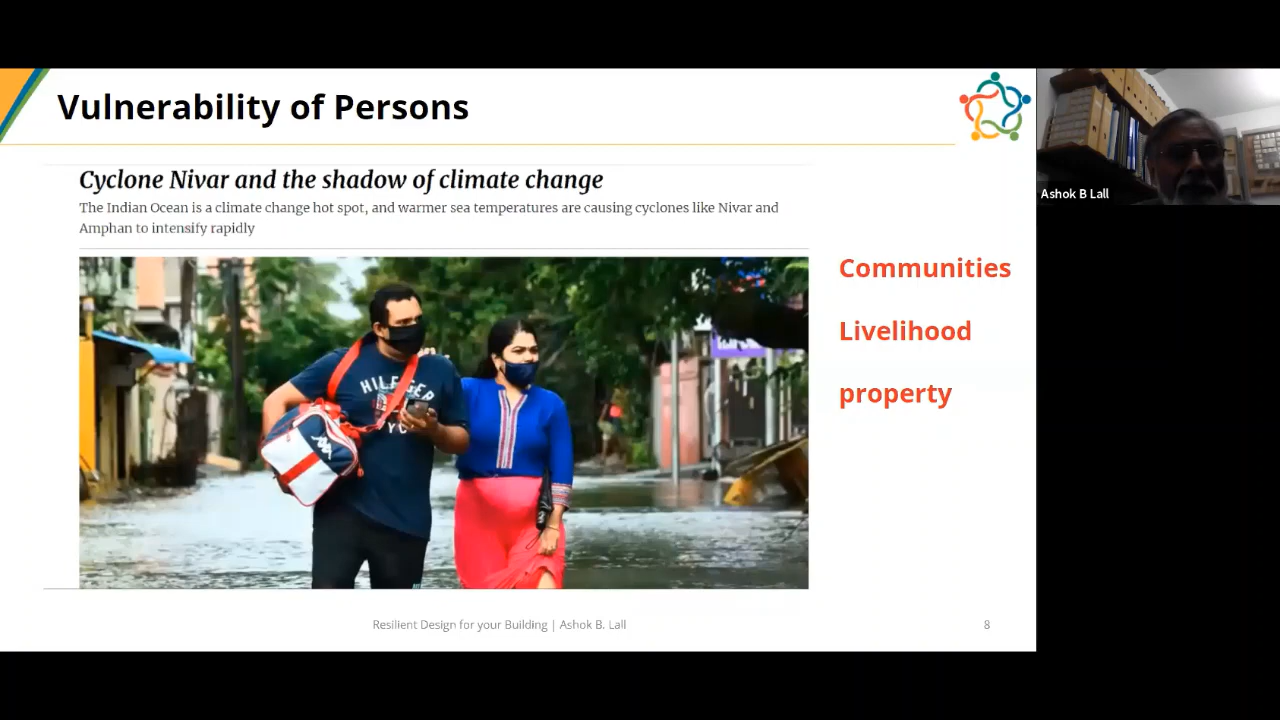 Vulnerability of Persons
Cyclone Nivar and the shadow of climate change
The Indian Ocean is a climate change hot spot, and warmer sea temperatures are causing cyclones like Nivar and
Amphan to intensify rapidly
Communities
Livelihood
property
Resilient Design for your Building | Ashok B. Lall
8
Ashok B Lall